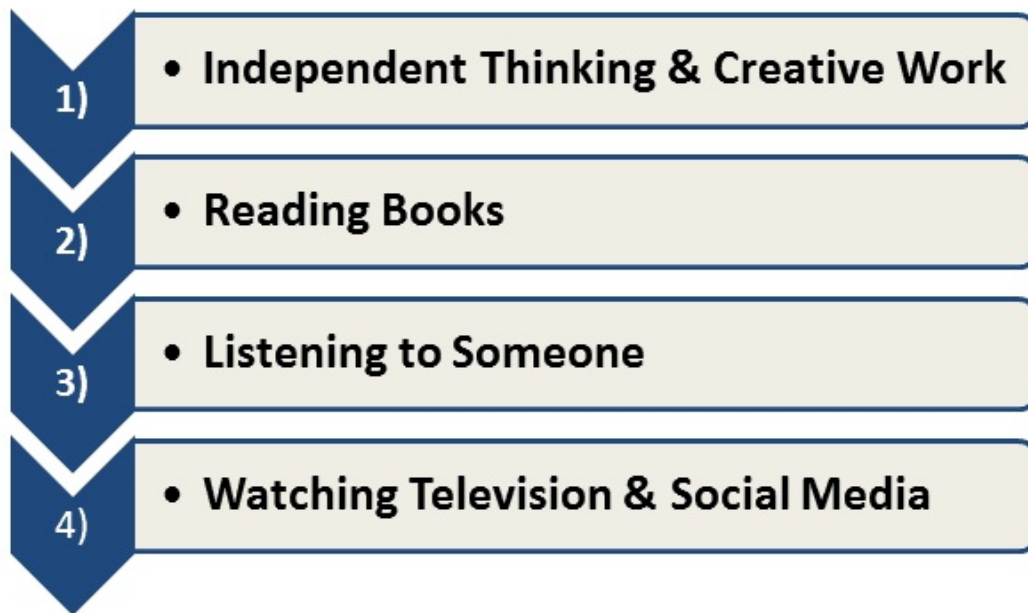 1) • Independent Thinking & Creative Work
2) • Reading Books
3) • Listening to Someone
4) • Watching Television & Social Media